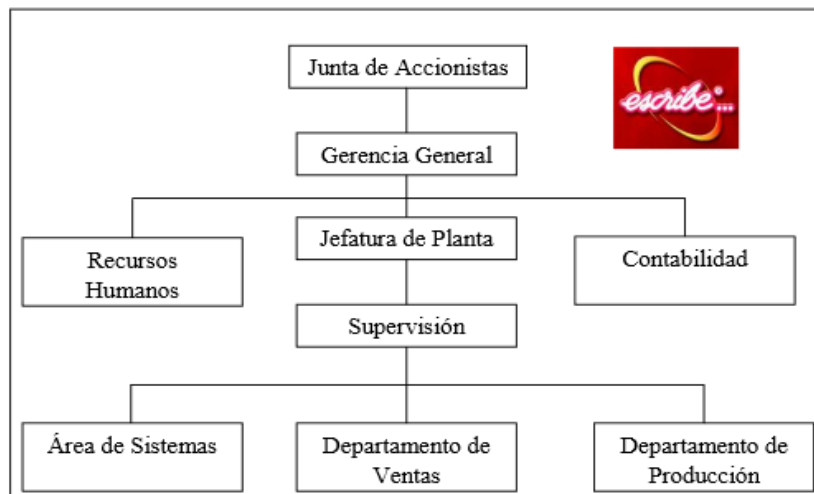 Junta de Accionistas
escribe®...
Gerencia General
Recursos
Humanos
Jefatura de Planta
Contabilidad
Supervisión
Área de Sistemas
Departamento de
Ventas
Departamento de
Producción